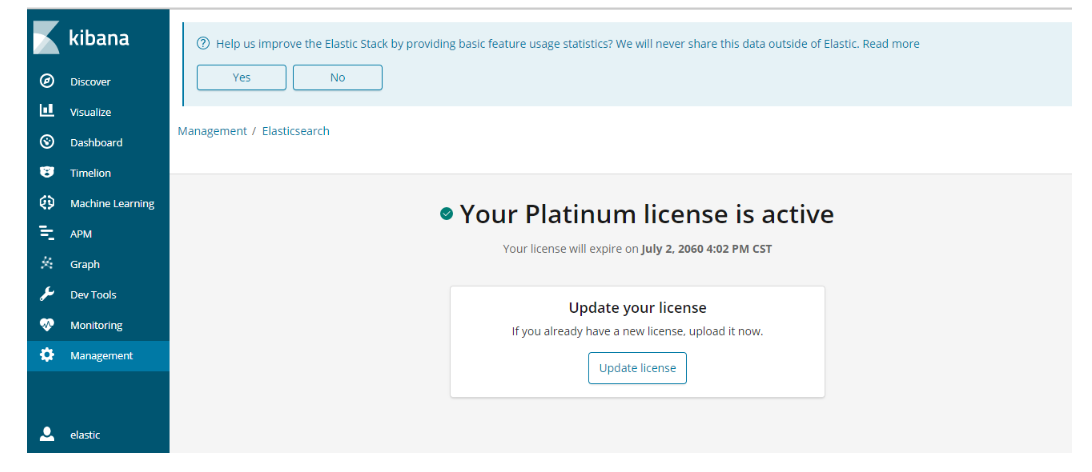 kibana
Discover
Visualize
Dashboard
Timelion
Machine Learning
APM
Graph
Dev Tools
Monitoring
Management
elastic
Help us improve the Elastic Stack by providing basic feature usage statistics? We will never share this data outside of Elastic. Read more
Yes No
Management / Elasticsearch
Your Platinum license is active
Your license will expire on July 2, 2060 4:02 PM CST
Update your license
If you already have a new license, upload it now.
Update license